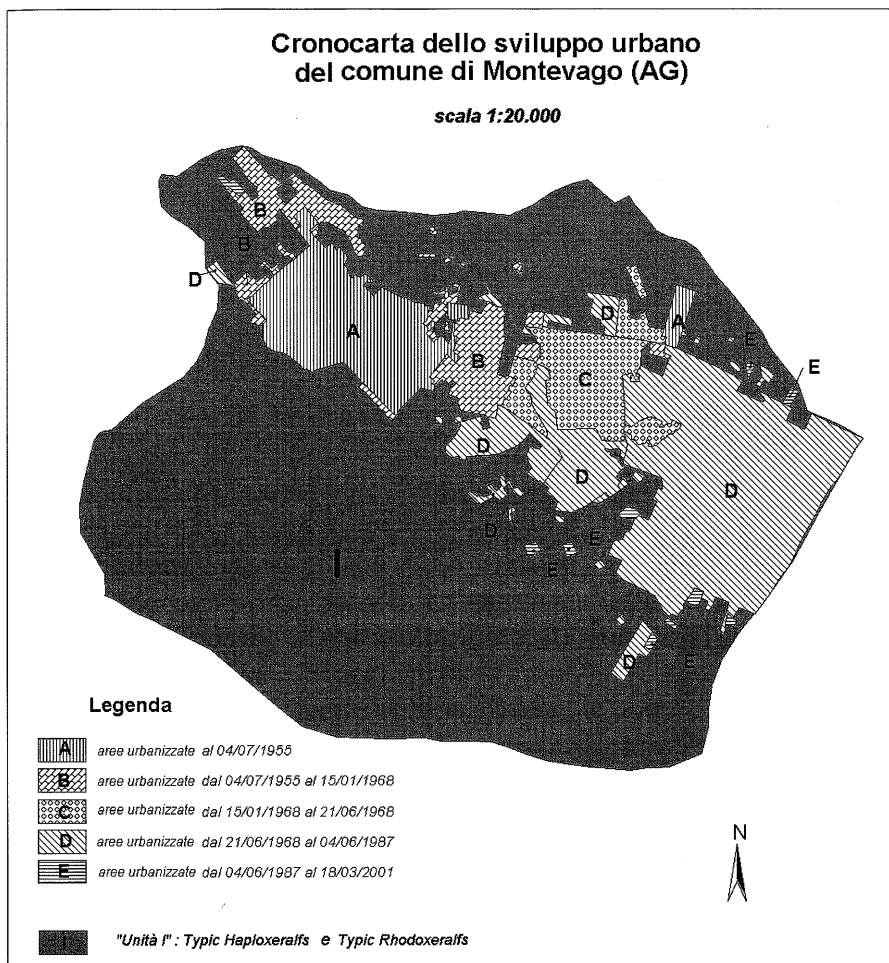 Cronocarta dello sviluppo urbano
del comune di Montevago (AG)
scala 1:20.000
B
B
D
A
B
D
A
C
E
E
D
D
D
D
E
E
I
D
E
Legenda
A aree urbanizzate al 04/07/1955
B aree urbanizzate dal 04/07/1955 al 15/01/1968
C aree urbanizzate dal 15/01/1968 al 21/06/1968
D aree urbanizzate dal 21/06/1968 al 04/06/1987
E aree urbanizzate dal 04/06/1987 al 18/03/2001
N
I "Unità I" : Typic Haploxeralfs e Typic Rhodoxeralfs